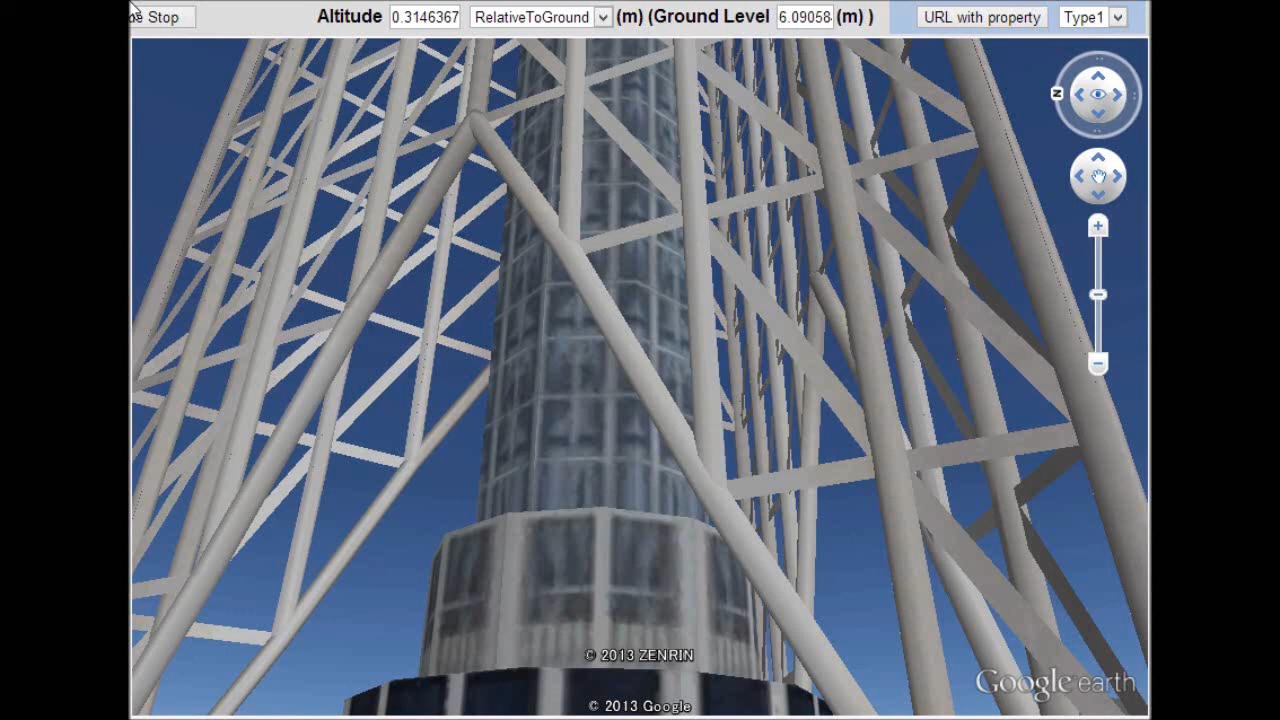 Stop Altitude 0.3146367 RelativeToGround (m) (Ground Level 6.09058 (m) ) URL with property Type1
N
© 2013 ZENRIN
Google earth
© 2013 Google